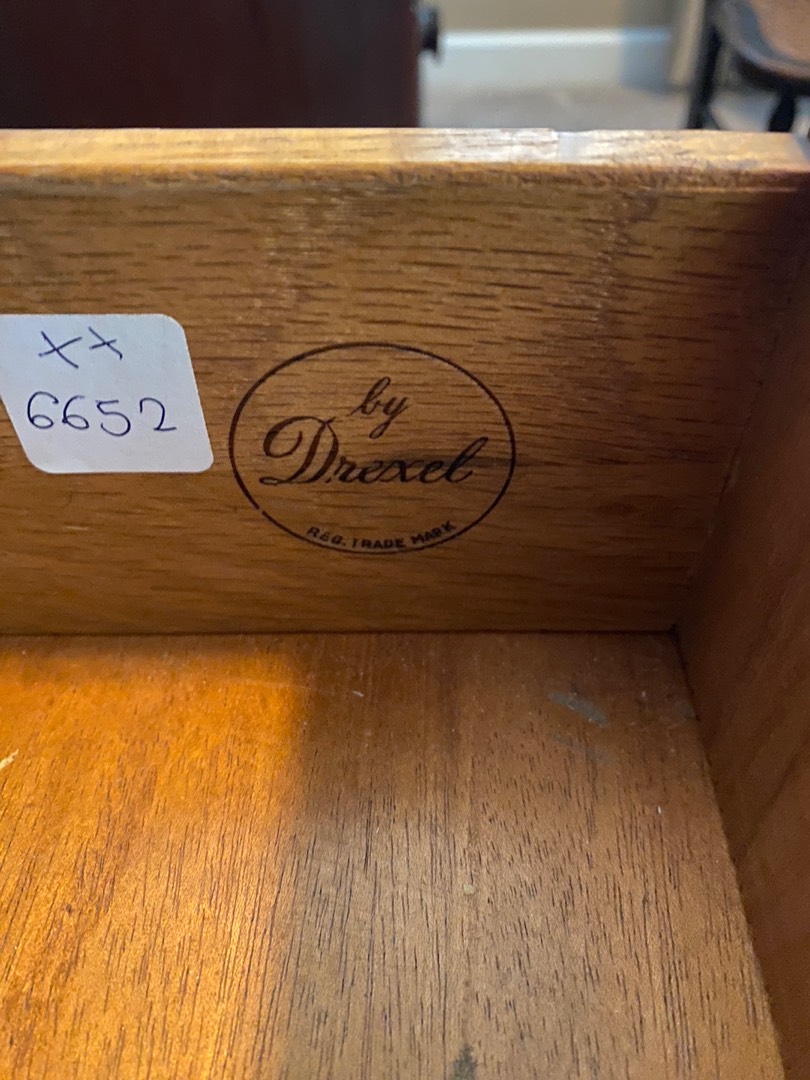 XX
6652
by
Drexel
REG. TRADE MARK